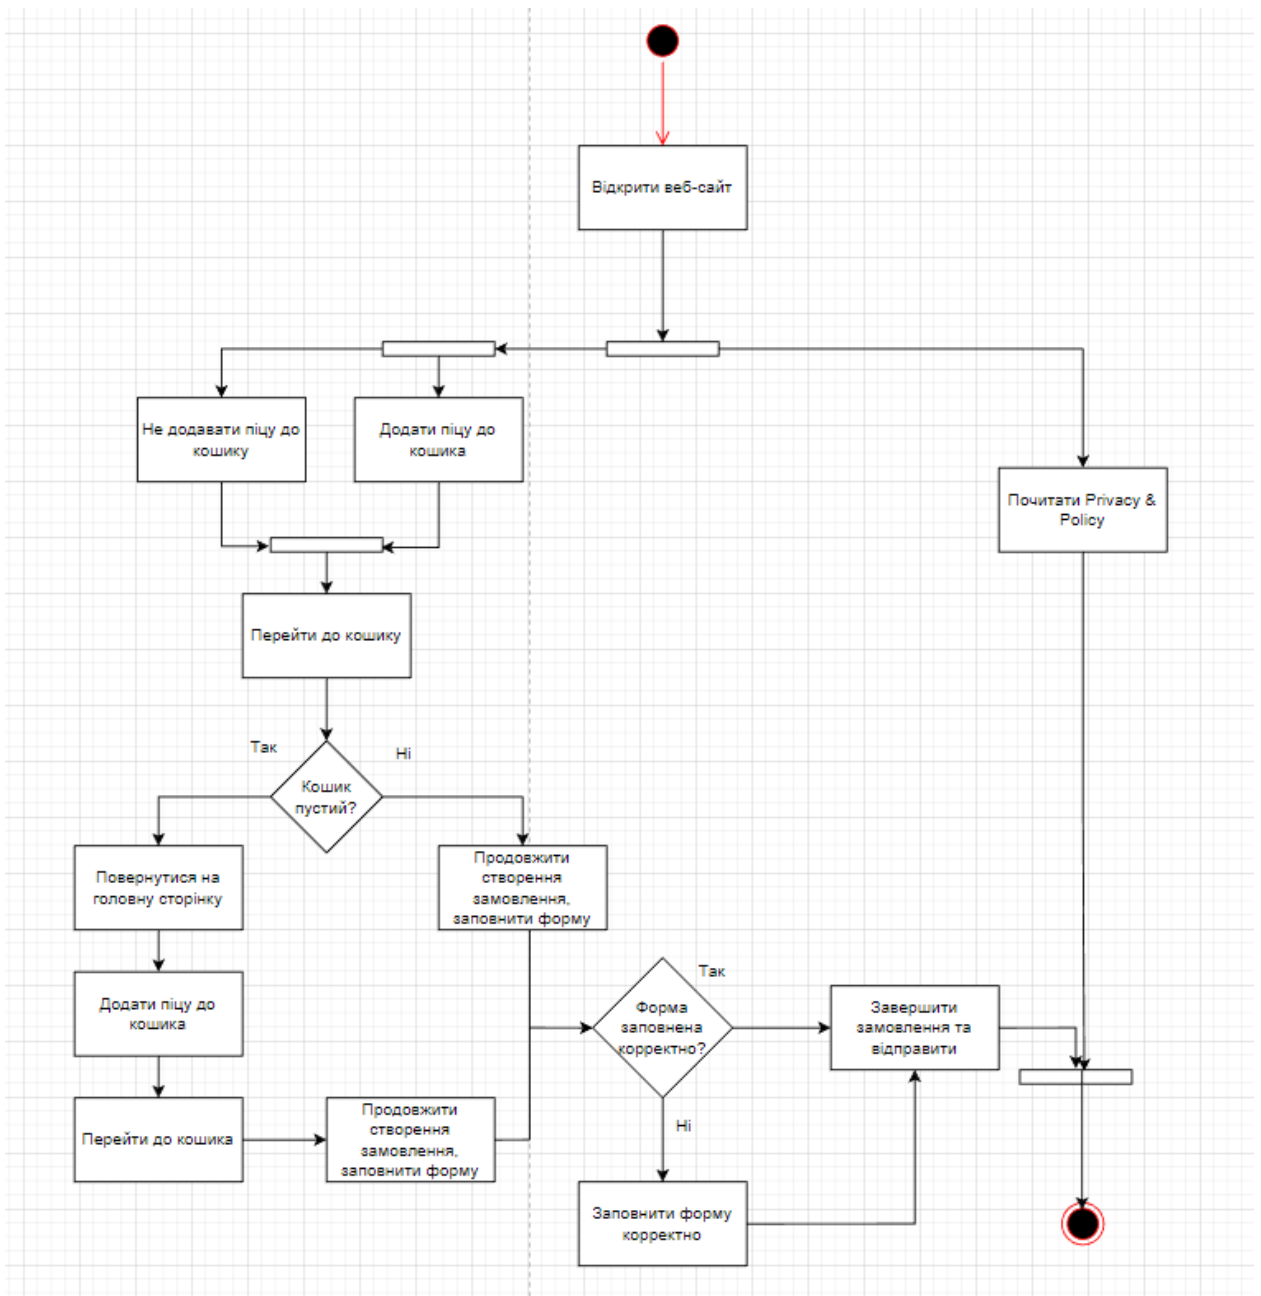 Відкрити веб-сайт
Не додавати піцу до
кошику
Додати піцу до
кошика
Почитати Privacy &
Policy
Перейти до кошику
Так
Ні
Кошик
пустий?
Повернутися на
головну сторінку
Продовжити
створення
замовлення,
заповнити форму
Додати піцу до
кошика
Так
Форма
заповнена
корректно?
Завершити
замовлення та
відправити
Перейти до кошика
Продовжити
створення
замовлення,
заповнити форму
Ні
Заповнити форму
корректно